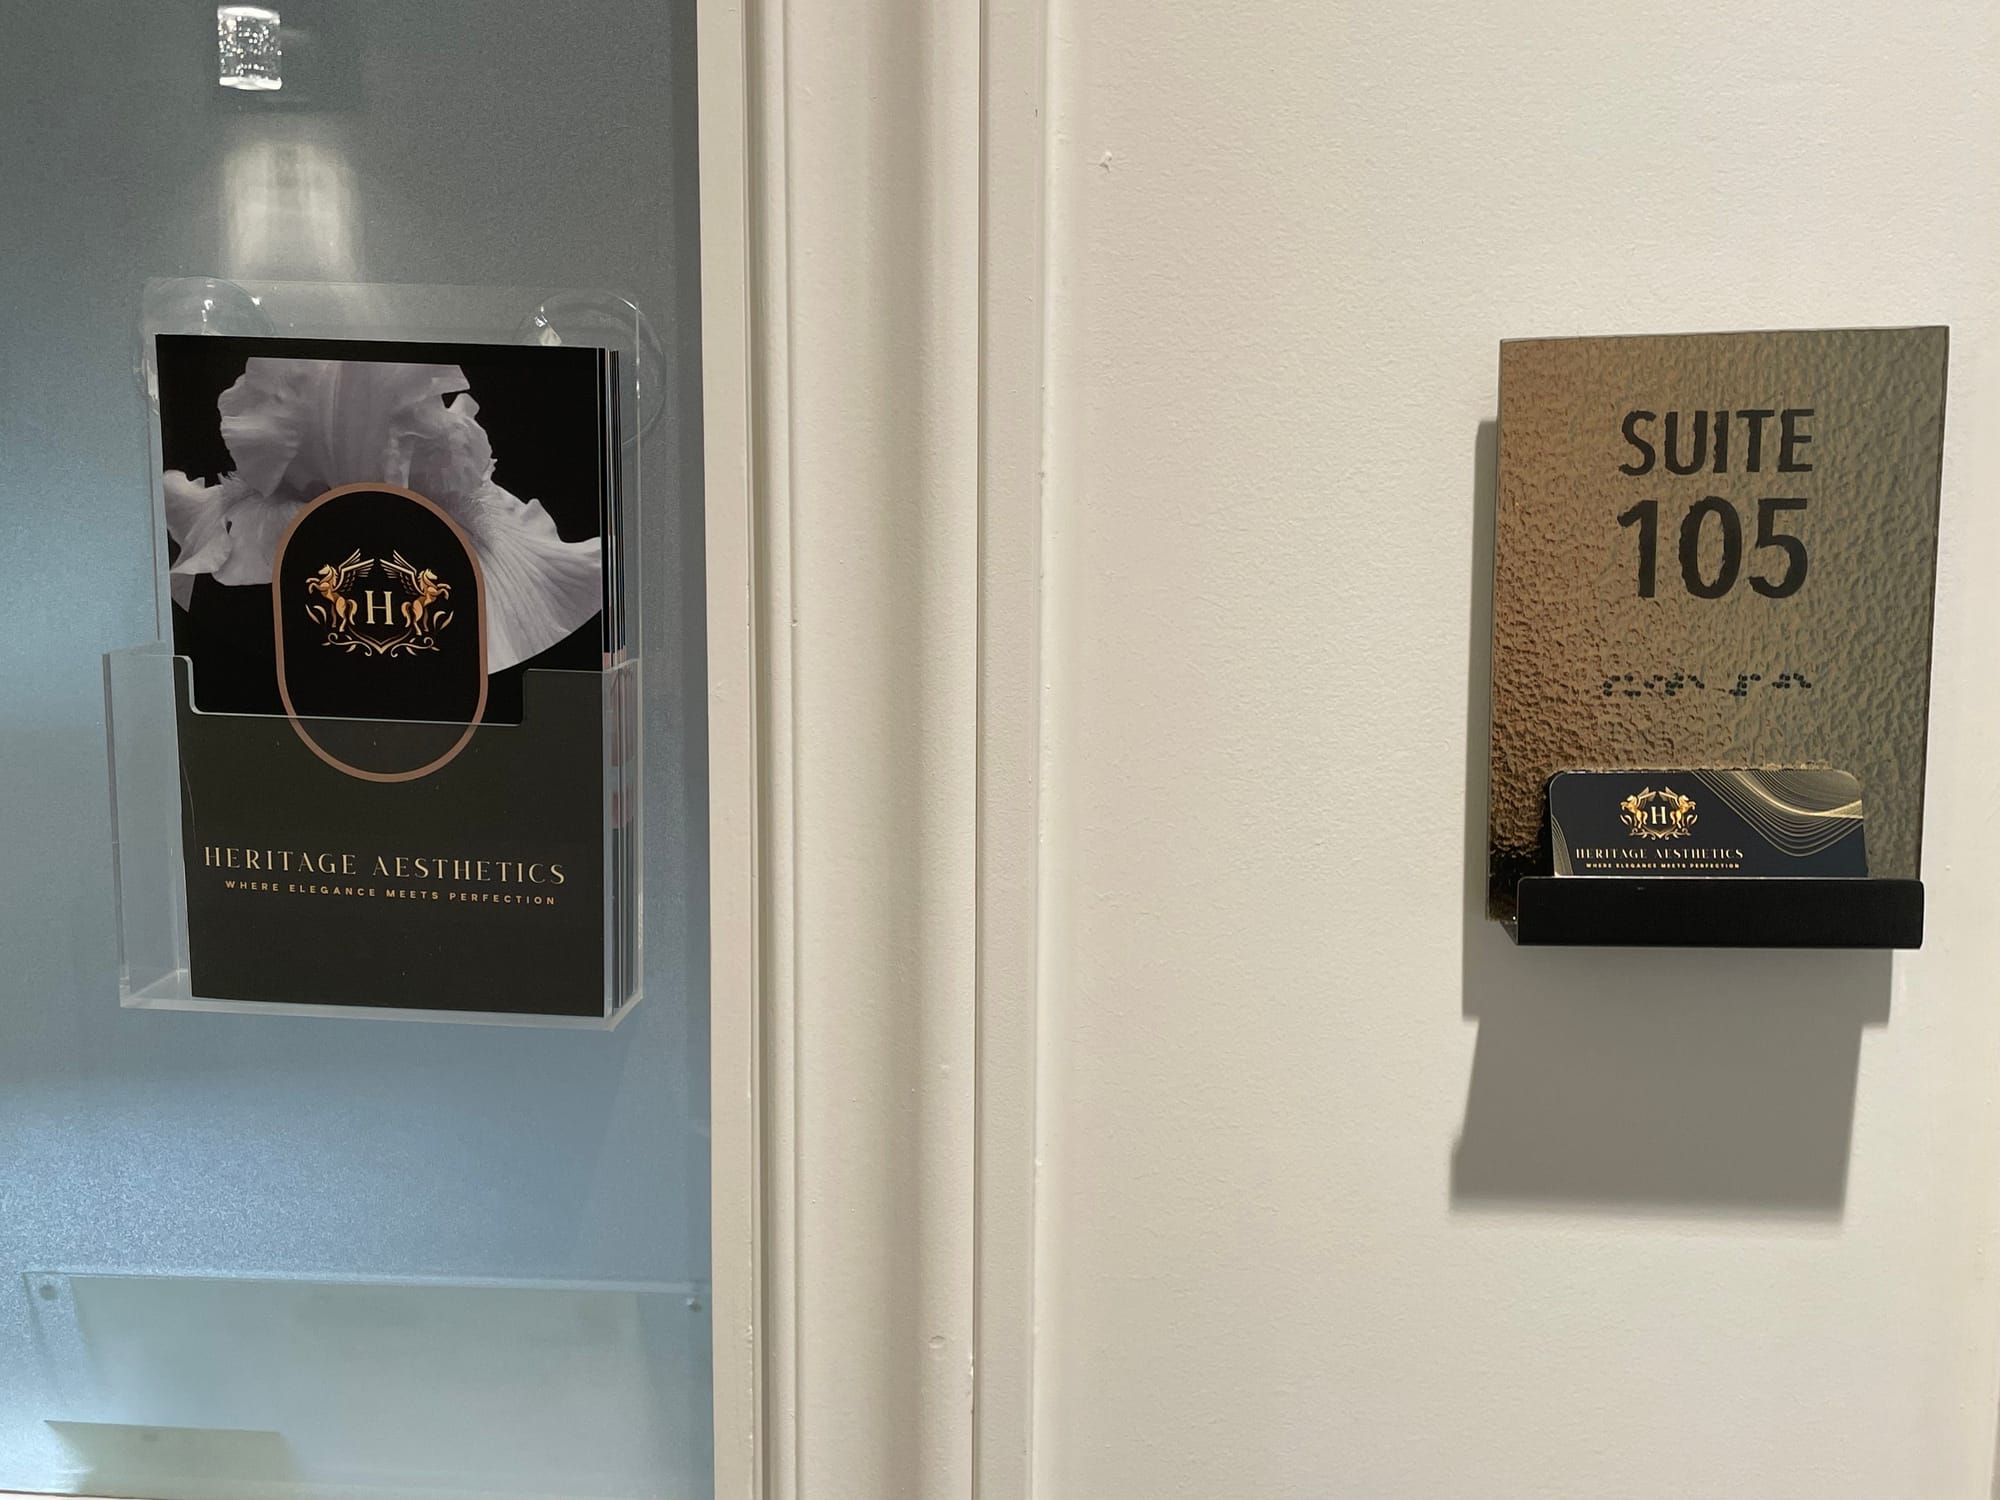 H
HERITAGE AESTHETICS
WHERE ELEGANCE MEETS PERFECTION
SUITE
105
H
HERITAGE AESTHETICS
WHERE ELEGANCE MEETS PERFECTION